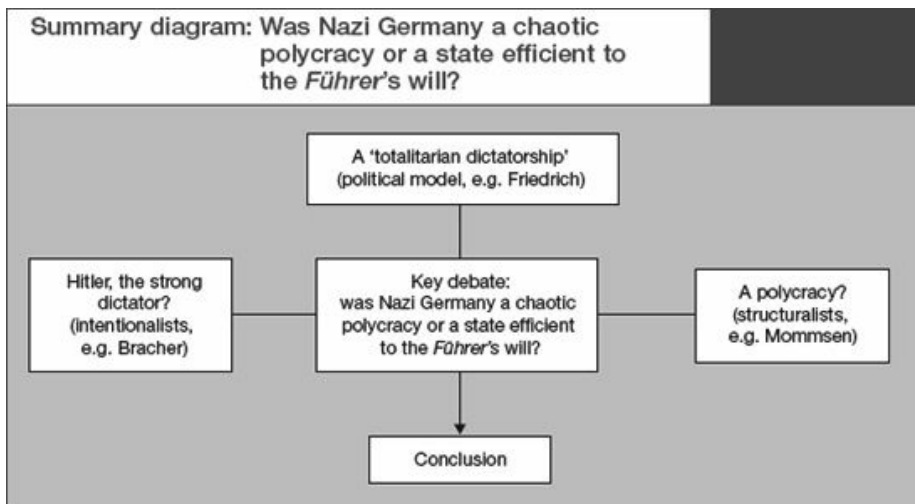 Summary diagram: Was Nazi Germany a chaotic
polycracy or a state efficient to
the Führer's will?
A ‘totalitarian dictatorship’
(political model, e.g. Friedrich)
Hitler, the strong
dictator?
(intentionalists,
e.g. Bracher)
Key debate:
was Nazi Germany a chaotic
polycracy or a state efficient
to the Führer's will?
A polycracy?
(structuralists,
e.g. Mommsen)
Conclusion